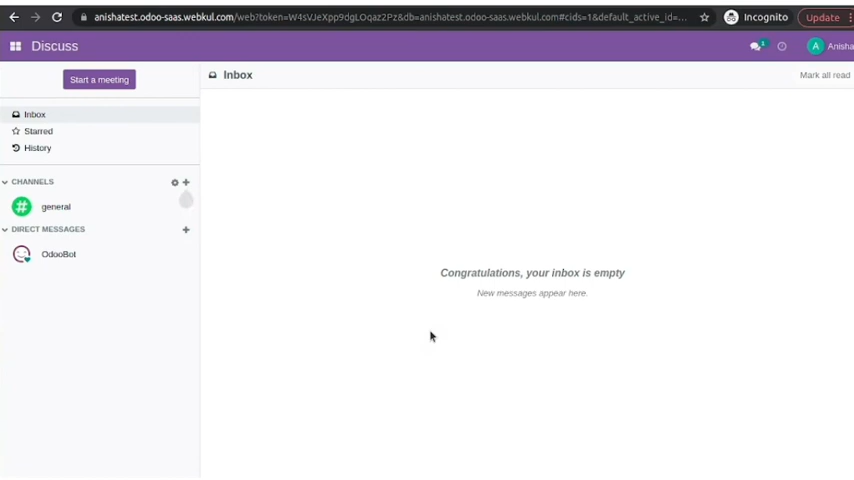 anishatest.odoo-saas.webkul.com/web?token=W4sVJeXpp9dgLOqaz2Pz&db=anishatest.odoo-saas.webkul.com#cids=1&default_active_id=...
Incognito
Update
Discuss
1
A
Anisha
Start a meeting
Inbox
Mark all read
Inbox
Starred
History
CHANNELS
#
general
DIRECT MESSAGES
OdooBot
Congratulations, your inbox is empty
New messages appear here.